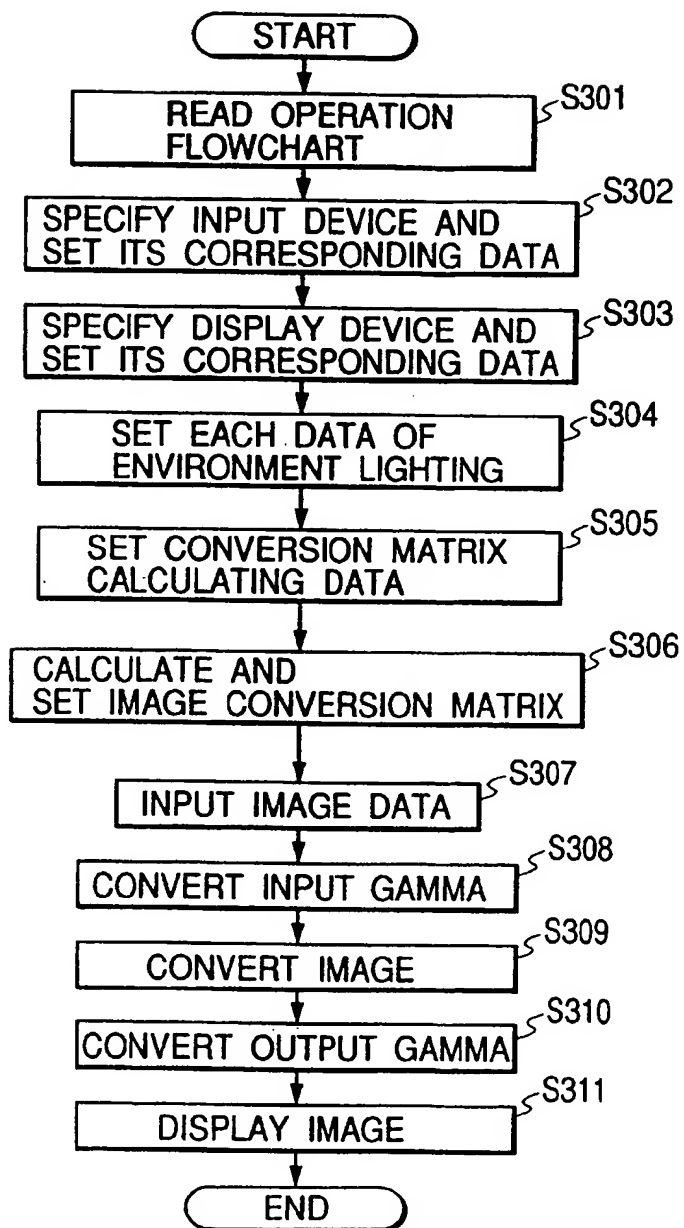 START
S301
READ OPERATION
FLOWCHART
S302
SPECIFY INPUT DEVICE AND
SET ITS CORRESPONDING DATA
S303
SPECIFY DISPLAY DEVICE AND
SET ITS CORRESPONDING DATA
S304
SET EACH DATA OF
ENVIRONMENT LIGHTING
S305
SET CONVERSION MATRIX
CALCULATING DATA
S306
CALCULATE AND
SET IMAGE CONVERSION MATRIX
S307
INPUT IMAGE DATA
S308
CONVERT INPUT GAMMA
S309
CONVERT IMAGE
S310
CONVERT OUTPUT GAMMA
S311
DISPLAY IMAGE
END